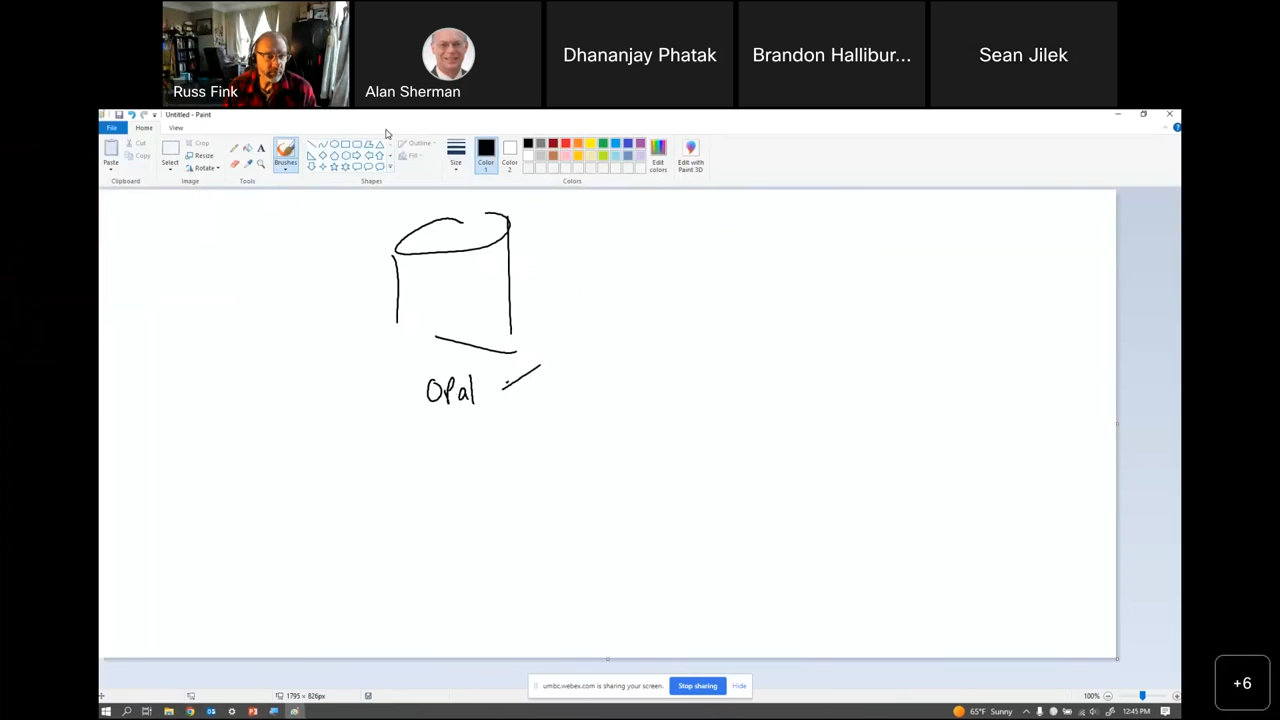 Russ Fink
Alan Sherman
Dhananjay Phatak
Brandon Hallibur...
Sean Jilek
Untitled - Paint
File Home View
Paste
Cut
Copy
Clipboard
Select
Crop
Resize
Rotate
Image
A
Tools
Brushes
Outline
Fill
Shapes
Size
Color
1
Color
2
Edit
colors
Edit with
Paint 3D
Colors
OPal
umbc.webex.com is sharing your screen. Stop sharing Hide
+6
1795 × 826px
100%
65°F Sunny
12:45 PM